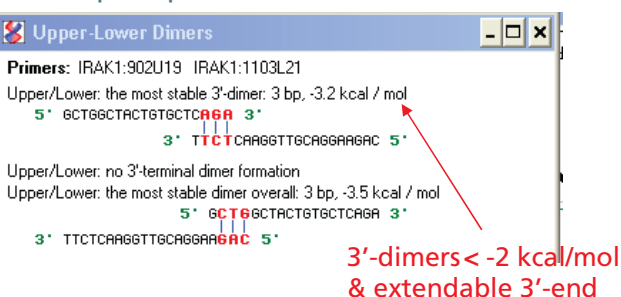 Upper-Lower Dimers
Primers: IRAK1:902U19 IRAK1:1103L21
Upper/Lower: the most stable 3'-dimer: 3 bp, -3.2 kcal / mol
5' GCTGGCTACTGTGCTCAGA 3'
3' TTCTCAAGGTTGCAGGAAGAC 5'
Upper/Lower: no 3'-terminal dimer formation
Upper/Lower: the most stable dimer overall: 3 bp, -3.5 kcal / mol
5' GCTGGCTACTGTGCTCAGA 3'
3' TTCTCAAGGTTGCAGGAAGAC 5'
3’-dimers< -2 kcal/mol
& extendable 3’-end